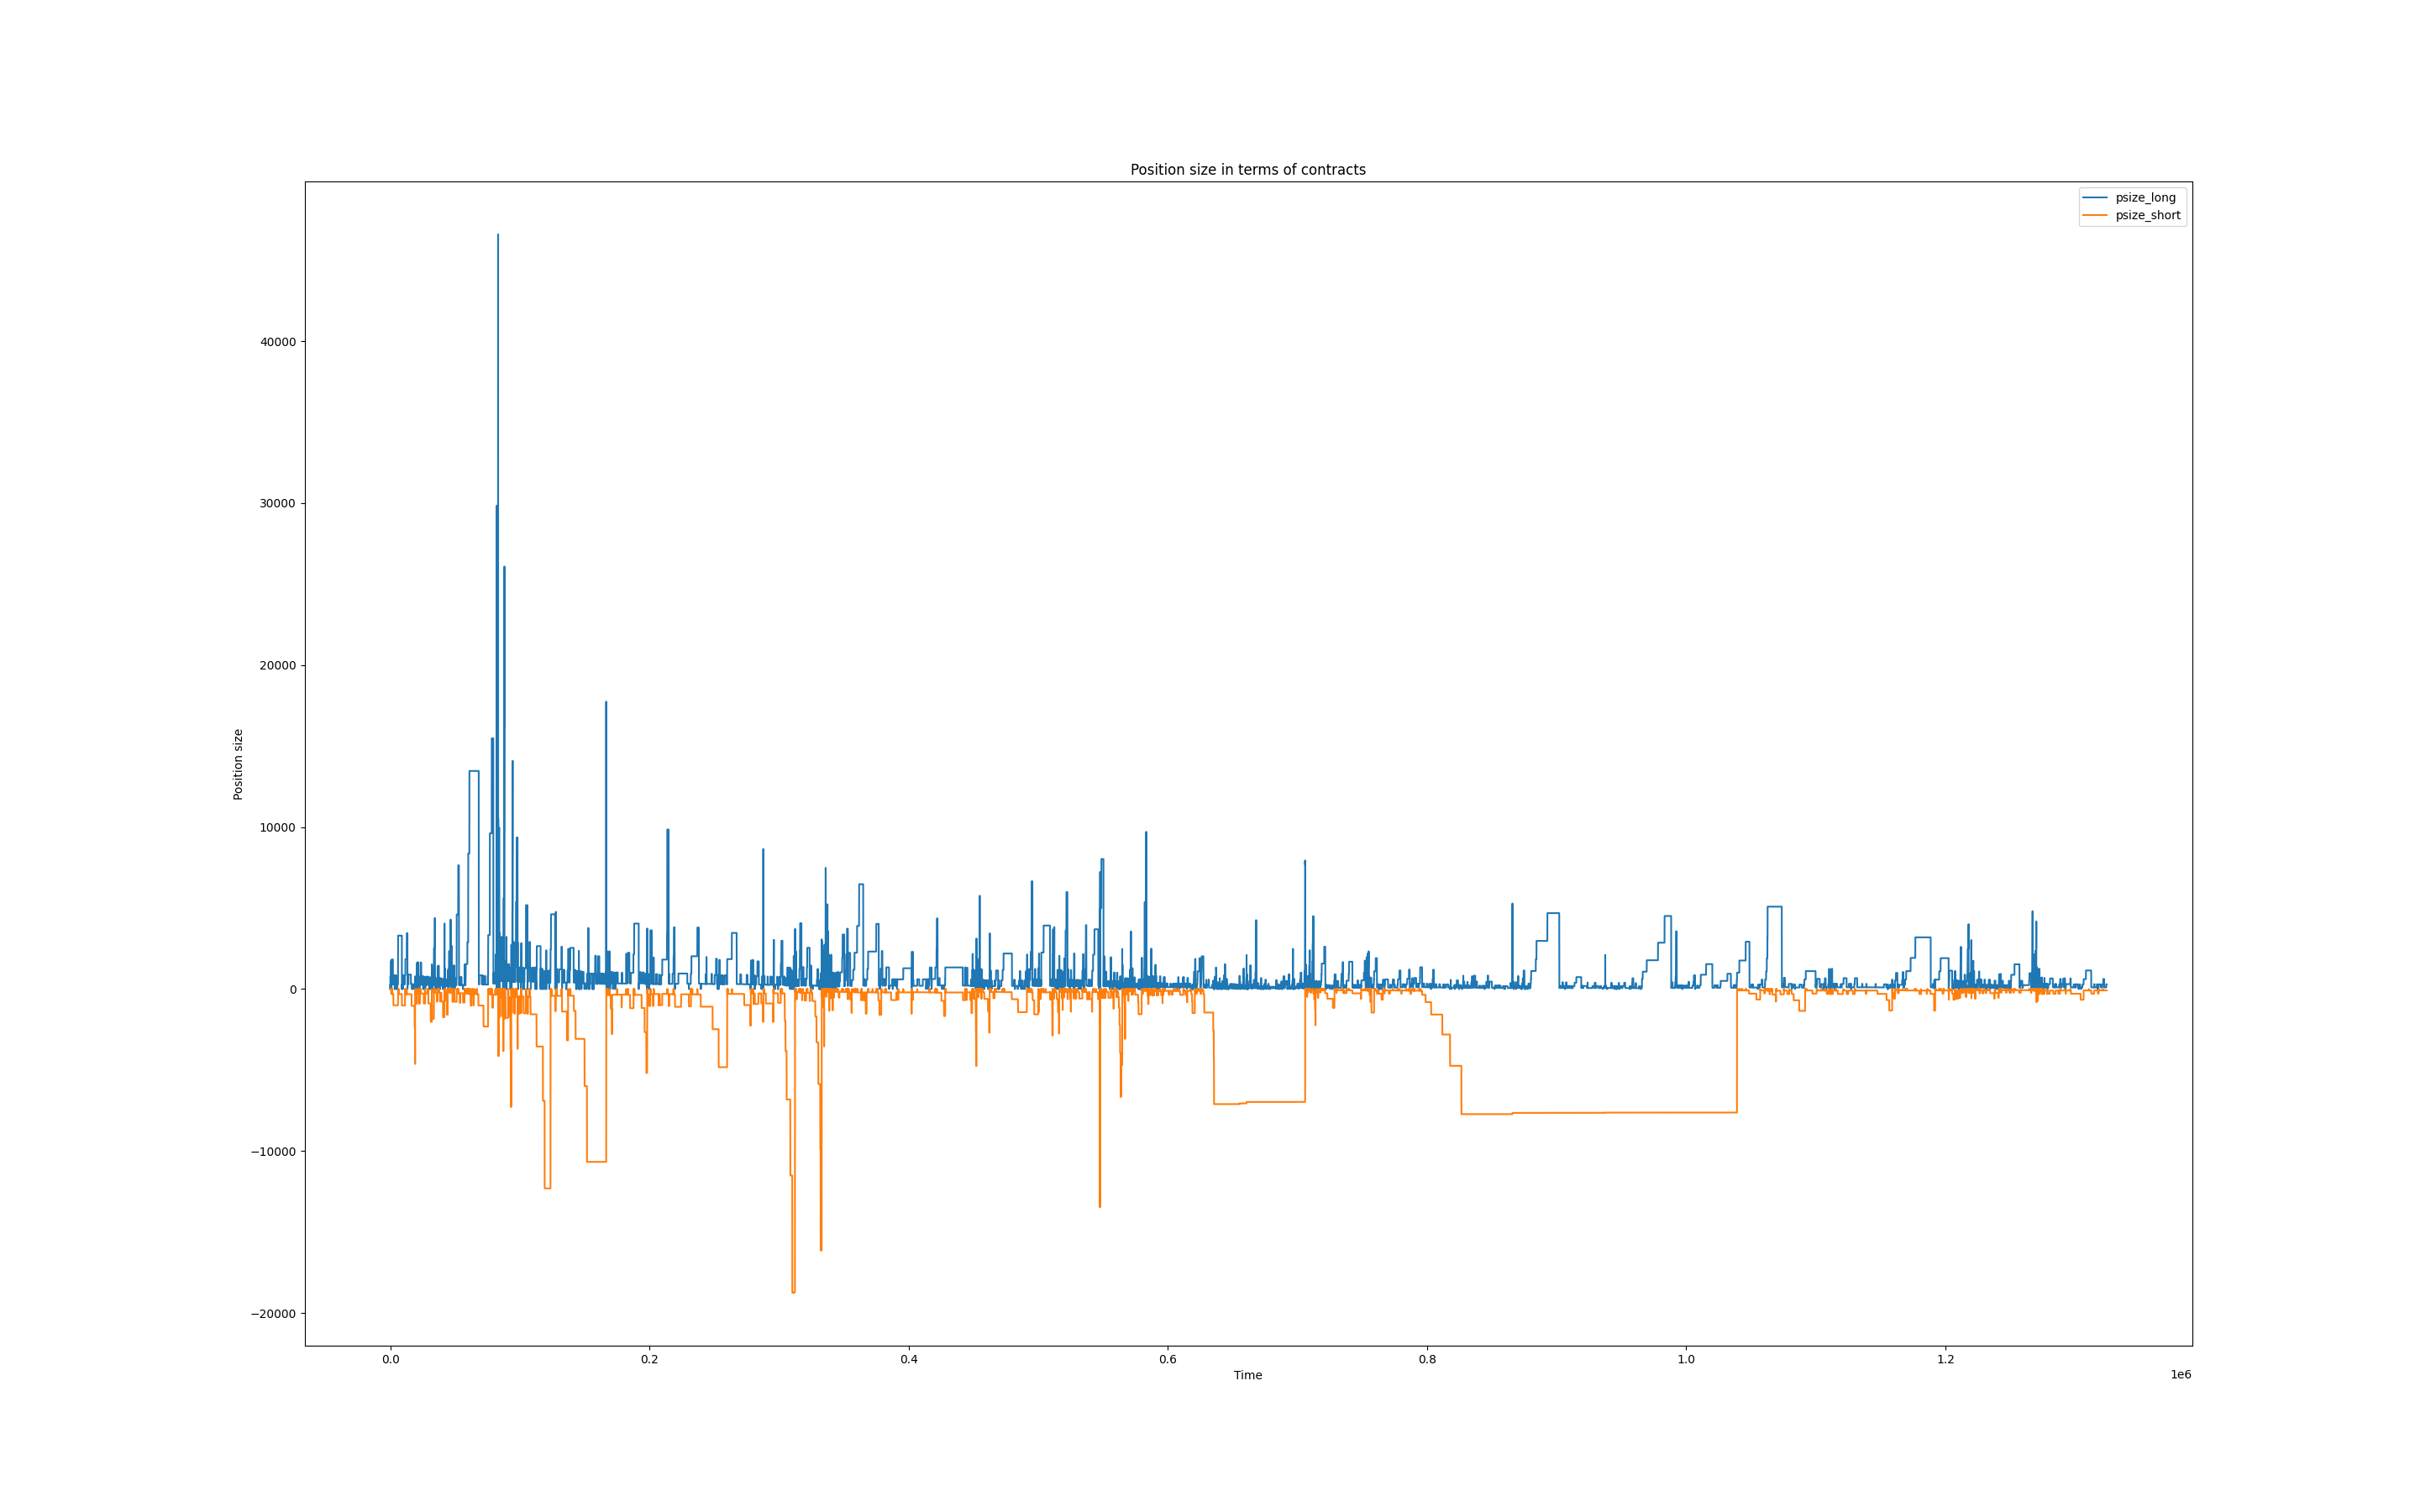 Position size in terms of contracts
psize_long
psize_short
Position size
40000
30000
20000
10000
0
−10000
−20000
0.0 0.2 0.4 0.6 0.8 1.0 1.2
Time
1e6